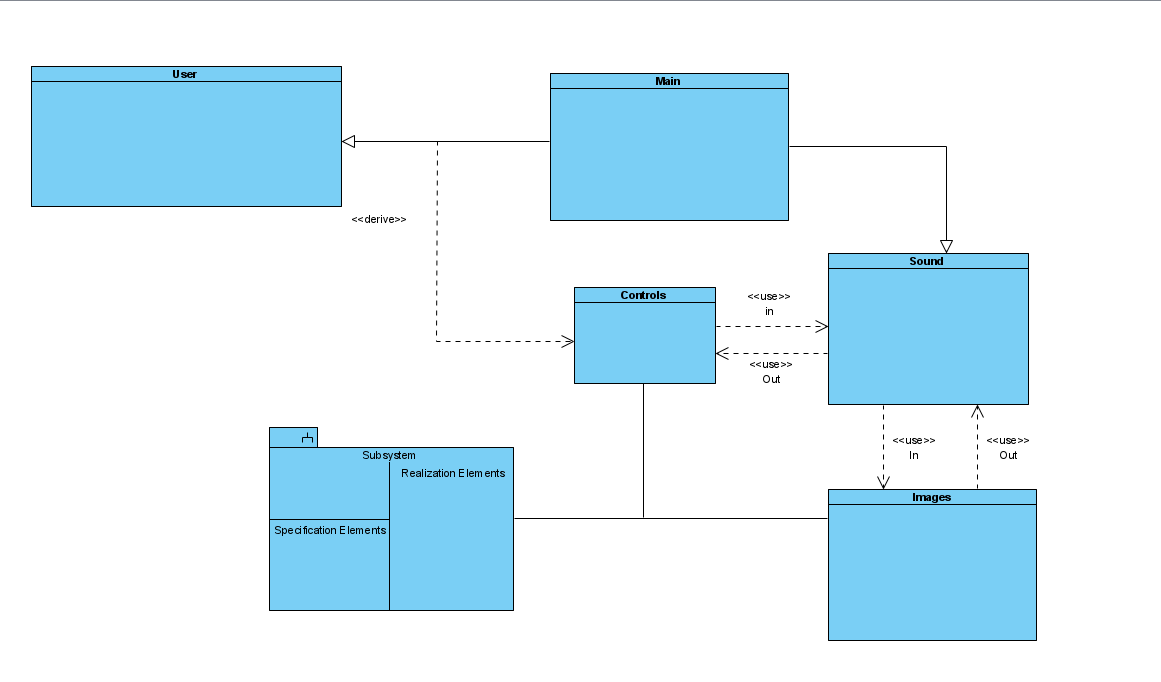 User
Main
<<derive>>
Sound
Controls
<<use>>
in
<<use>>
Out
<<use>>
In
<<use>>
Out
Subsystem
Realization Elements
Specification Elements
Images